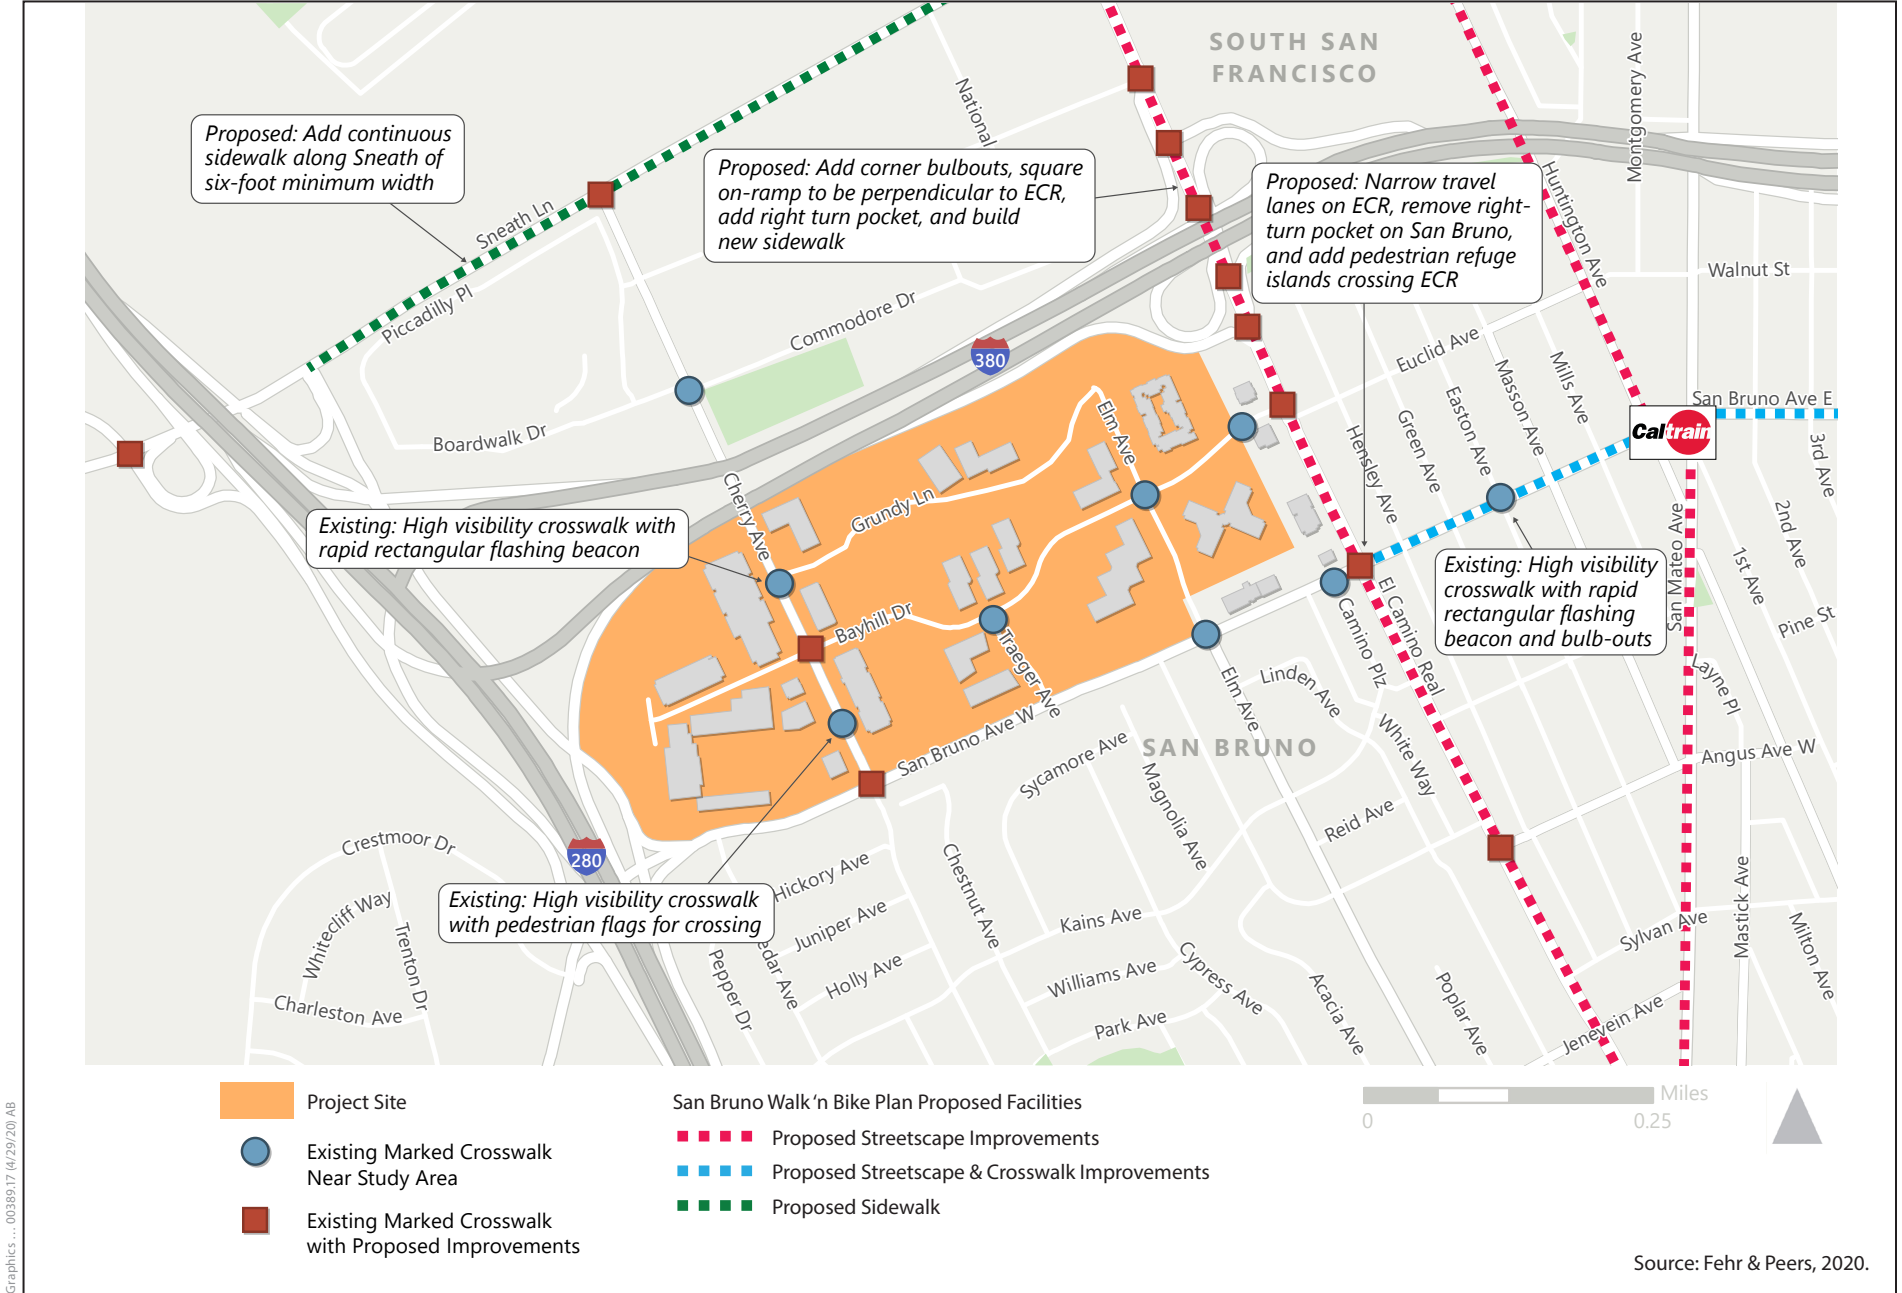 SOUTH SAN
FRANCISCO
Montgomery Ave
National
Proposed: Add continuous
sidewalk along Sneath of
six-foot minimum width
Proposed: Add corner bulbouts, square
on-ramp to be perpendicular to ECR,
add right turn pocket, and build
new sidewalk
Proposed: Narrow travel
lanes on ECR, remove right-
turn pocket on San Bruno,
and add pedestrian refuge
islands crossing ECR
Huntington Ave
Sneath Ln
Walnut St
Piccadilly Pl
Commodore Dr
380
Euclid Ave
Mills Ave
Masson Ave
Easton Ave
Green Ave
Hensley Ave
San Bruno Ave E
Caltrain
3rd Ave
Boardwalk Dr
Elm Ave
Cherry Ave
Grundy Ln
Existing: High visibility crosswalk with
rapid rectangular flashing beacon
2nd Ave
San Mateo Ave
1st Ave
Existing: High visibility
crosswalk with rapid
rectangular flashing
beacon and bulb-outs
Pine St
Bayhill Dr
Traeger Ave
Camino Plz
El Camino Real
Linden Ave
Elm Ave
Layne Pl
San Bruno Ave W
SAN BRUNO
Sycamore Ave
Magnolia Ave
White Way
Angus Ave W
Reid Ave
280
Crestmoor Dr
Whitecliff Way
Trenton Dr
Charleston Ave
Existing: High visibility crosswalk
with pedestrian flags for crossing
Hickory Ave
Juniper Ave
Holly Ave
Chestnut Ave
Pepper Dr
edar Ave
Kains Ave
Williams Ave
Park Ave
Cypress Ave
Acacia Ave
Poplar Ave
Sylvan Ave
Mastick Ave
Milton Ave
Jenevein Ave
Project Site
Existing Marked Crosswalk
Near Study Area
Existing Marked Crosswalk
with Proposed Improvements
San Bruno Walk ‘n Bike Plan Proposed Facilities
Proposed Streetscape Improvements
Proposed Streetscape & Crosswalk Improvements
Proposed Sidewalk
Miles
0 0.25
Source: Fehr & Peers, 2020.
Graphics … 00389.17 (4/29/20) AB